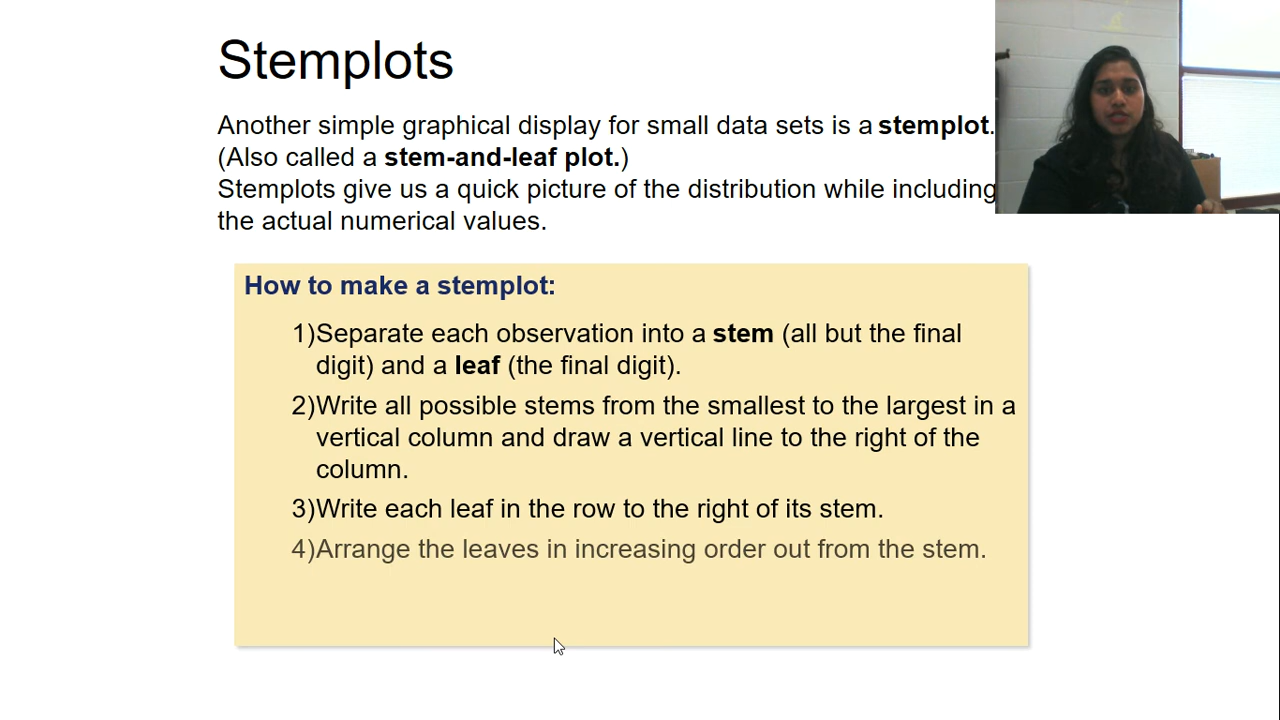 Stemplots
Another simple graphical display for small data sets is a stemplot.
(Also called a stem-and-leaf plot.)
Stemplots give us a quick picture of the distribution while including
the actual numerical values.
How to make a stemplot:
1)Separate each observation into a stem (all but the final
digit) and a leaf (the final digit).
2)Write all possible stems from the smallest to the largest in a
vertical column and draw a vertical line to the right of the
column.
3)Write each leaf in the row to the right of its stem.
4)Arrange the leaves in increasing order out from the stem.